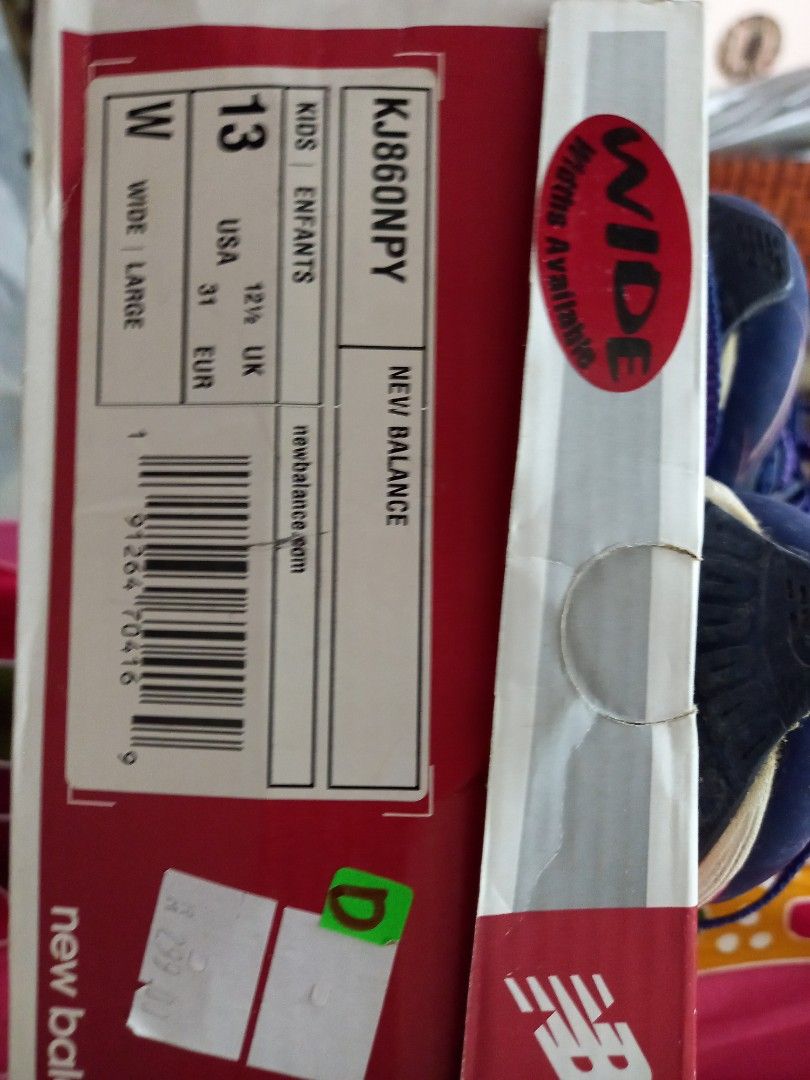 KJ860NPY
NEW BALANCE
KIDS | ENFANTS
newbalance.com
13
USA
12½ UK
31 EUR
W
WIDE | LARGE
1 91264 70416 9
WIDE
Widths Available.
D
new bal
NB